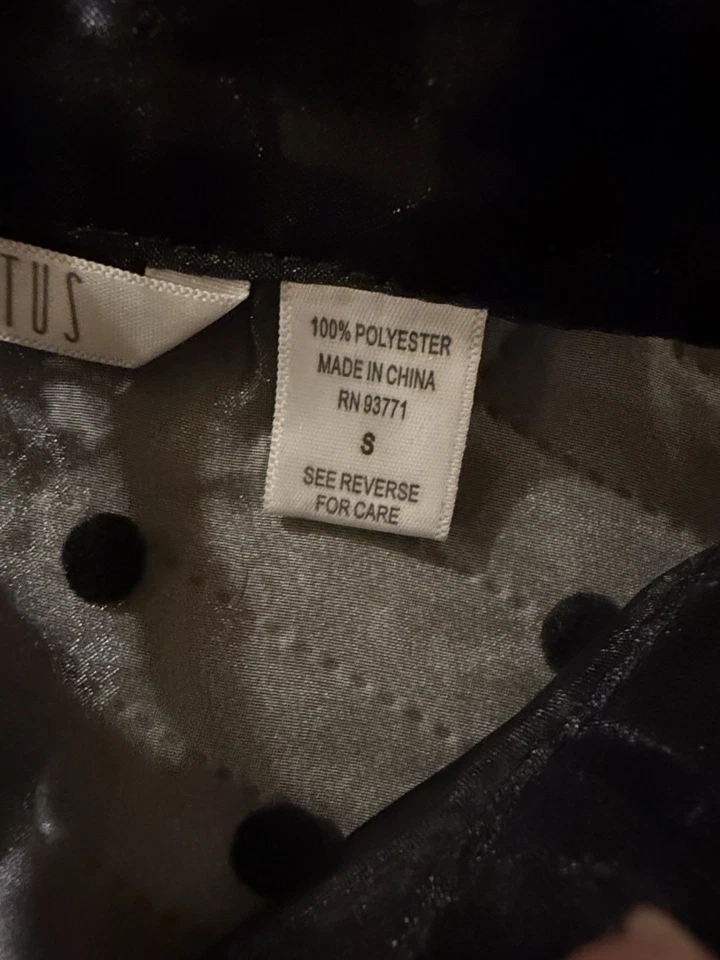 TUS
100% POLYESTER
MADE IN CHINA
RN 93771
S
SEE REVERSE
FOR CARE